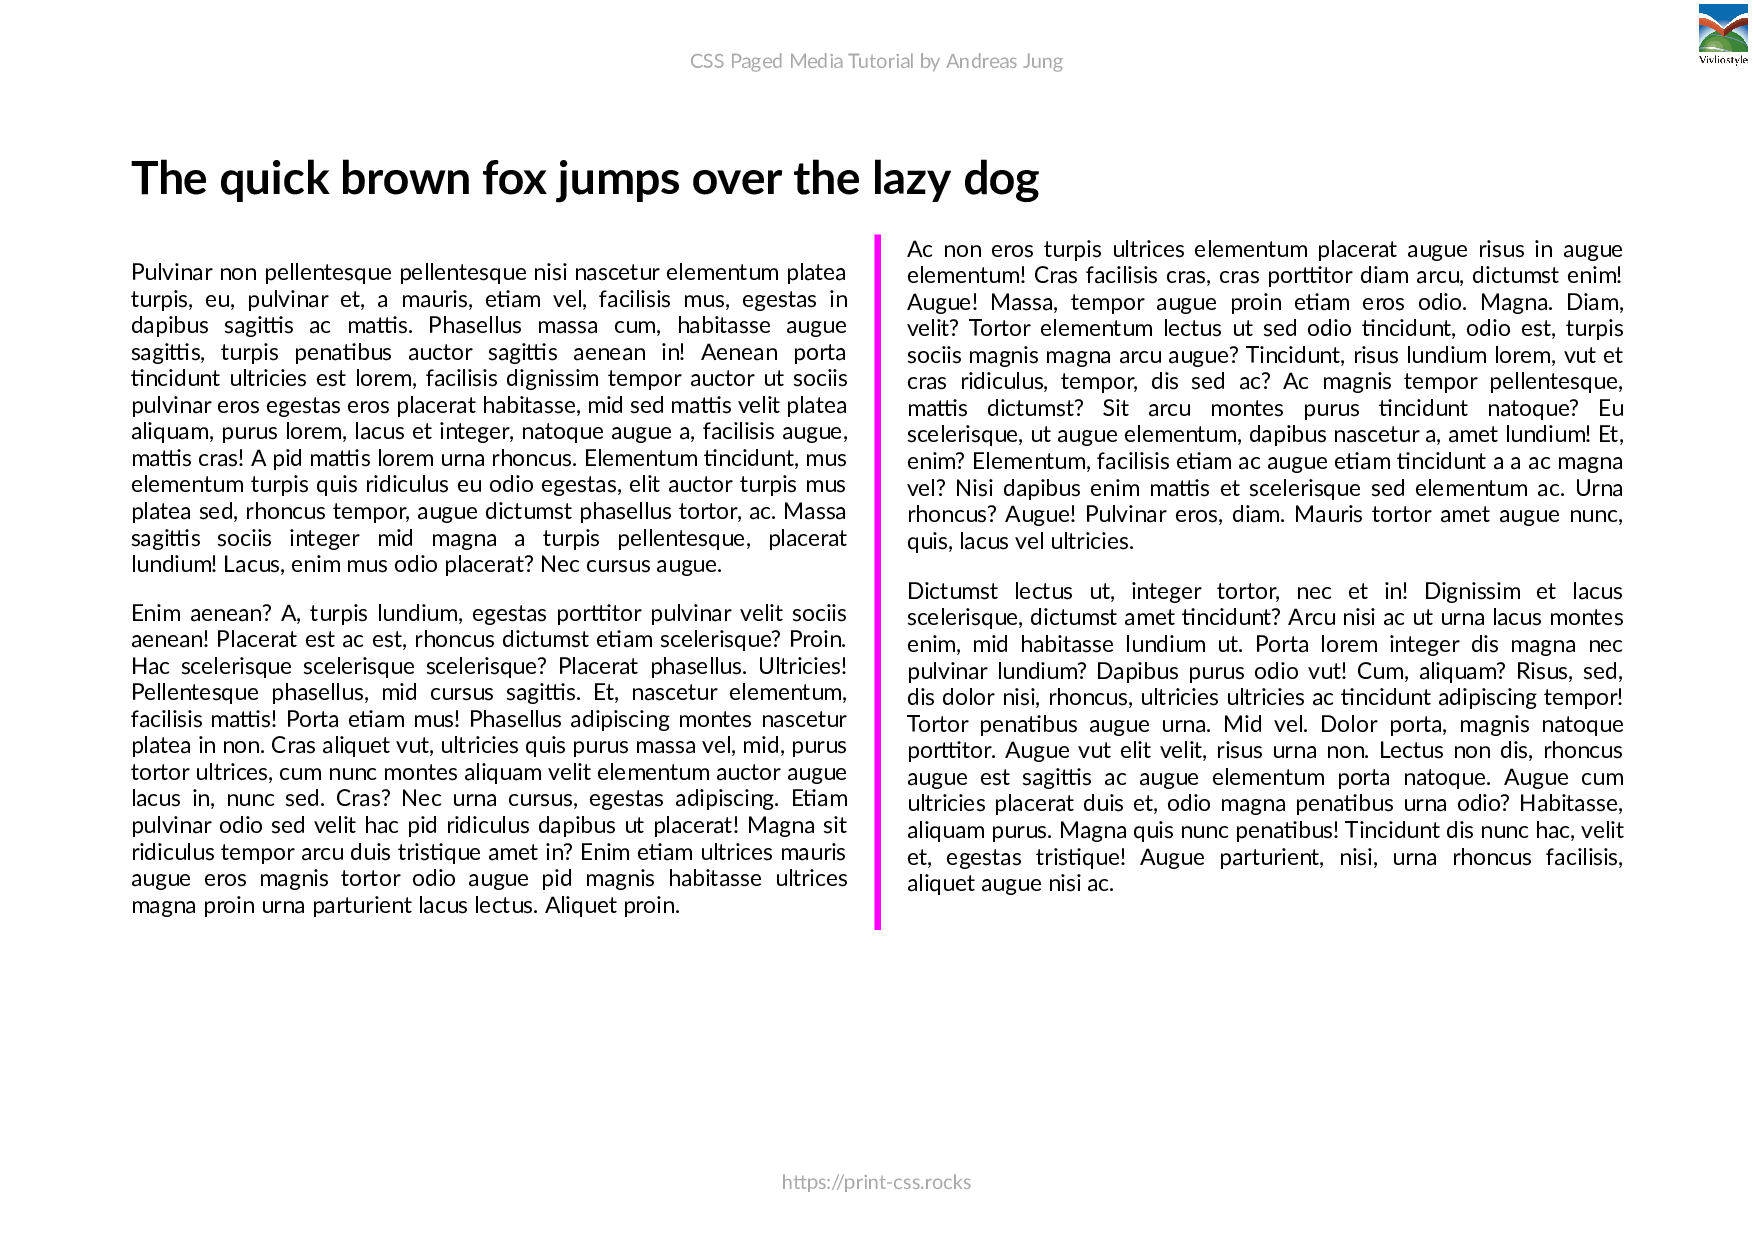 CSS Paged Media Tutorial by Andreas Jung
Vivliostyle
The quick brown fox jumps over the lazy dog
Pulvinar non pellentesque pellentesque nisi nascetur elementum platea
turpis, eu, pulvinar et, a mauris, etiam vel, facilisis mus, egestas in
dapibus sagittis ac mattis. Phasellus massa cum, habitasse augue
sagittis, turpis penatibus auctor sagittis aenean in! Aenean porta
tincidunt ultricies est lorem, facilisis dignissim tempor auctor ut sociis
pulvinar eros egestas eros placerat habitasse, mid sed mattis velit platea
aliquam, purus lorem, lacus et integer, natoque augue a, facilisis augue,
mattis cras! A pid mattis lorem urna rhoncus. Elementum tincidunt, mus
elementum turpis quis ridiculus eu odio egestas, elit auctor turpis mus
platea sed, rhoncus tempor, augue dictumst phasellus tortor, ac. Massa
sagittis sociis integer mid magna a turpis pellentesque, placerat
lundium! Lacus, enim mus odio placerat? Nec cursus augue.
Enim aenean? A, turpis lundium, egestas porttitor pulvinar velit sociis
aenean! Placerat est ac est, rhoncus dictumst etiam scelerisque? Proin.
Hac scelerisque scelerisque scelerisque? Placerat phasellus. Ultricies!
Pellentesque phasellus, mid cursus sagittis. Et, nascetur elementum,
facilisis mattis! Porta etiam mus! Phasellus adipiscing montes nascetur
platea in non. Cras aliquet vut, ultricies quis purus massa vel, mid, purus
tortor ultrices, cum nunc montes aliquam velit elementum auctor augue
lacus in, nunc sed. Cras? Nec urna cursus, egestas adipiscing. Etiam
pulvinar odio sed velit hac pid ridiculus dapibus ut placerat! Magna sit
ridiculus tempor arcu duis tristique amet in? Enim etiam ultrices mauris
augue eros magnis tortor odio augue pid magnis habitasse ultrices
magna proin urna parturient lacus lectus. Aliquet proin.
Ac non eros turpis ultrices elementum placerat augue risus in augue
elementum! Cras facilisis cras, cras porttitor diam arcu, dictumst enim!
Augue! Massa, tempor augue proin etiam eros odio. Magna. Diam,
velit? Tortor elementum lectus ut sed odio tincidunt, odio est, turpis
sociis magnis magna arcu augue? Tincidunt, risus lundium lorem, vut et
cras ridiculus, tempor, dis sed ac? Ac magnis tempor pellentesque,
mattis dictumst? Sit arcu montes purus tincidunt natoque? Eu
scelerisque, ut augue elementum, dapibus nascetur a, amet lundium! Et,
enim? Elementum, facilisis etiam ac augue etiam tincidunt a a ac magna
vel? Nisi dapibus enim mattis et scelerisque sed elementum ac. Urna
rhoncus? Augue! Pulvinar eros, diam. Mauris tortor amet augue nunc,
quis, lacus vel ultricies.
Dictumst lectus ut, integer tortor, nec et in! Dignissim et lacus
scelerisque, dictumst amet tincidunt? Arcu nisi ac ut urna lacus montes
enim, mid habitasse lundium ut. Porta lorem integer dis magna nec
pulvinar lundium? Dapibus purus odio vut! Cum, aliquam? Risus, sed,
dis dolor nisi, rhoncus, ultricies ultricies ac tincidunt adipiscing tempor!
Tortor penatibus augue urna. Mid vel. Dolor porta, magnis natoque
porttitor. Augue vut elit velit, risus urna non. Lectus non dis, rhoncus
augue est sagittis ac augue elementum porta natoque. Augue cum
ultricies placerat duis et, odio magna penatibus urna odio? Habitasse,
aliquam purus. Magna quis nunc penatibus! Tincidunt dis nunc hac, velit
et, egestas tristique! Augue parturient, nisi, urna rhoncus facilisis,
aliquet augue nisi ac.
https://print-css.rocks